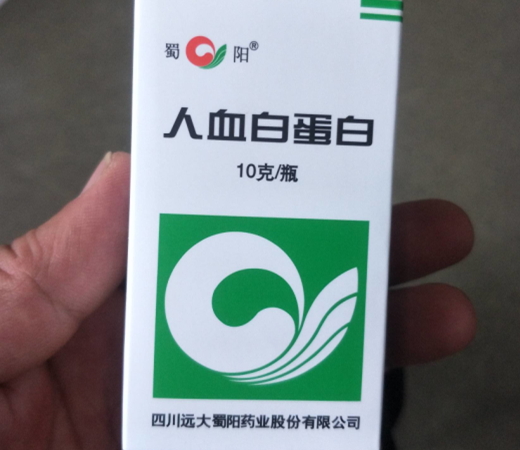 蜀阳®
人血白蛋白
10克/瓶
四川远大蜀阳药业股份有限公司